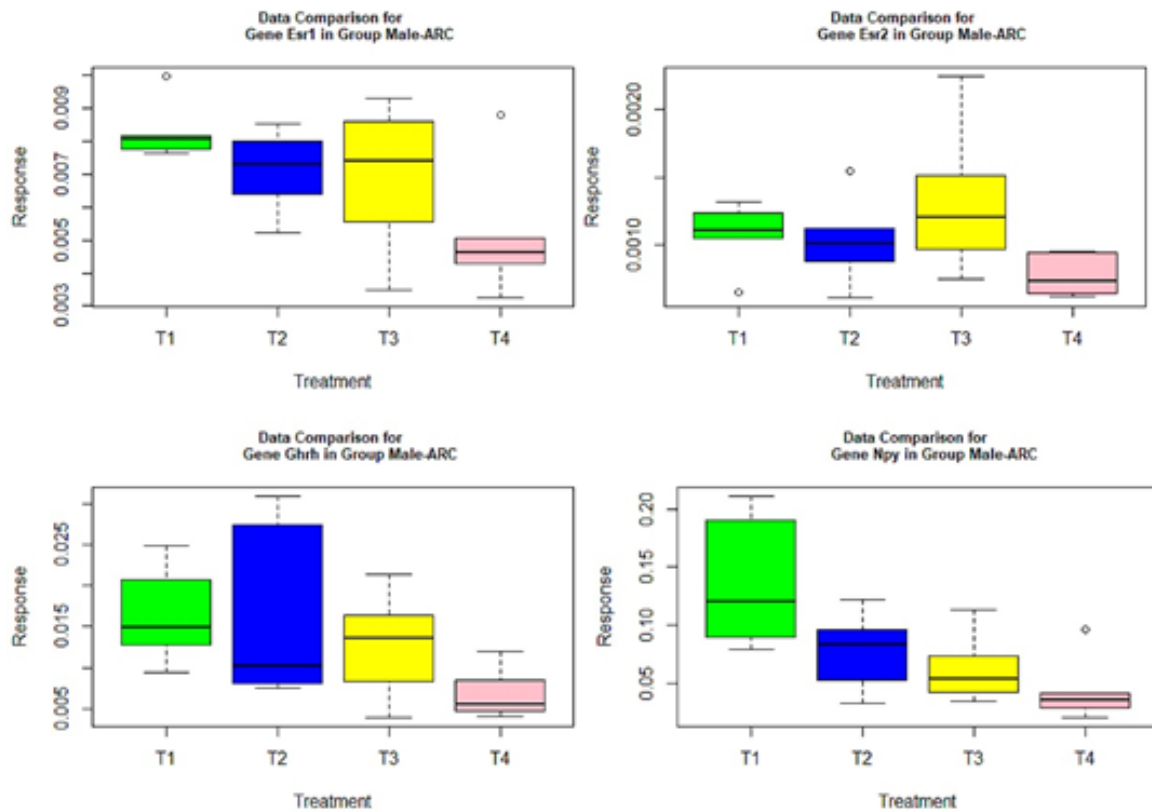 Data Comparison for
Gene Esr1 in Group Male-ARC
Response
0.009
0.007
0.005
0.003
T1 T2 T3 T4
Treatment
Data Comparison for
Gene Esr2 in Group Male-ARC
Response
0.0020
0.0010
T1 T2 T3 T4
Treatment
Data Comparison for
Gene Ghrh in Group Male-ARC
Response
0.025
0.015
0.005
T1 T2 T3 T4
Treatment
Data Comparison for
Gene Npy in Group Male-ARC
Response
0.20
0.15
0.10
0.05
T1 T2 T3 T4
Treatment